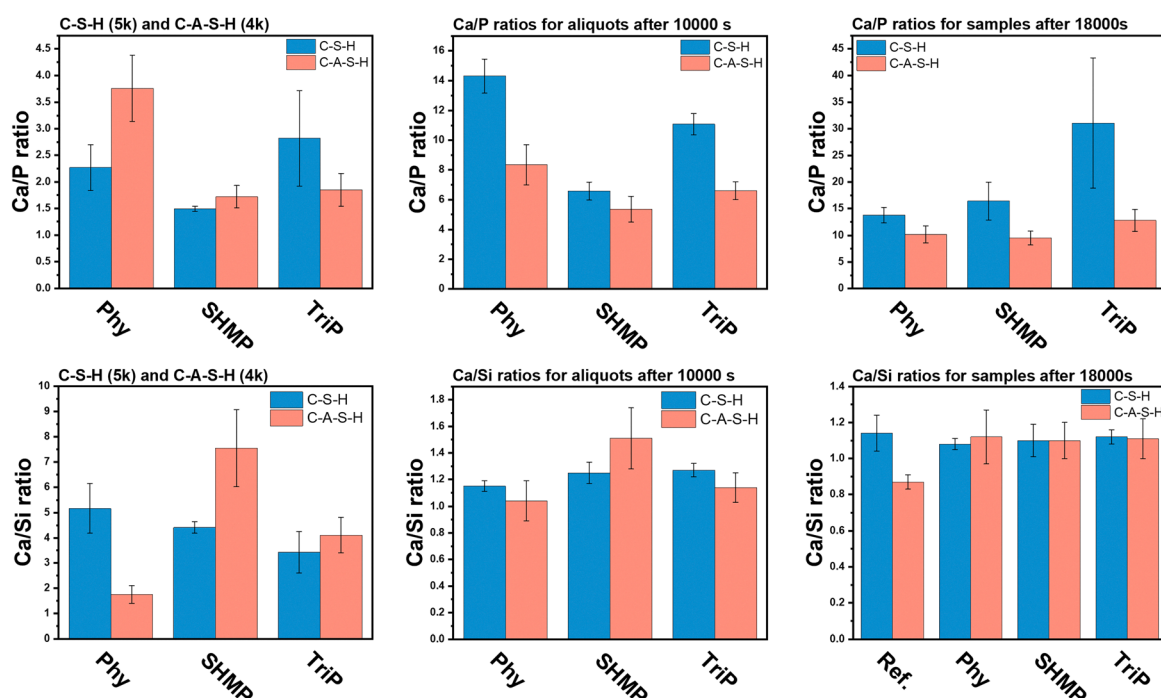 C-S-H (5k) and C-A-S-H (4k)
Ca/P ratio
4.5
4.0
3.5
3.0
2.5
2.0
1.5
1.0
0.5
0.0
C-S-H
C-A-S-H
Phy
SHMP
TriP
Ca/P ratios for aliquots after 10000 s
Ca/P ratio
16
14
12
10
8
6
4
2
0
C-S-H
C-A-S-H
Phy
SHMP
TriP
Ca/P ratios for samples after 18000s
Ca/P ratio
45
40
35
30
25
20
15
10
5
0
C-S-H
C-A-S-H
Phy
SHMP
TriP
C-S-H (5k) and C-A-S-H (4k)
Ca/Si ratio
10
9
8
7
6
5
4
3
2
1
0
C-S-H
C-A-S-H
Phy
SHMP
TriP
Ca/Si ratios for aliquots after 10000 s
Ca/Si ratio
1.8
1.6
1.4
1.2
1.0
0.8
0.6
0.4
0.2
0.0
C-S-H
C-A-S-H
Phy
SHMP
TriP
Ca/Si ratios for samples after 18000s
Ca/Si ratio
1.4
1.2
1.0
0.8
0.6
0.4
0.2
0.0
C-S-H
C-A-S-H
Ref.
Phy
SHMP
TriP